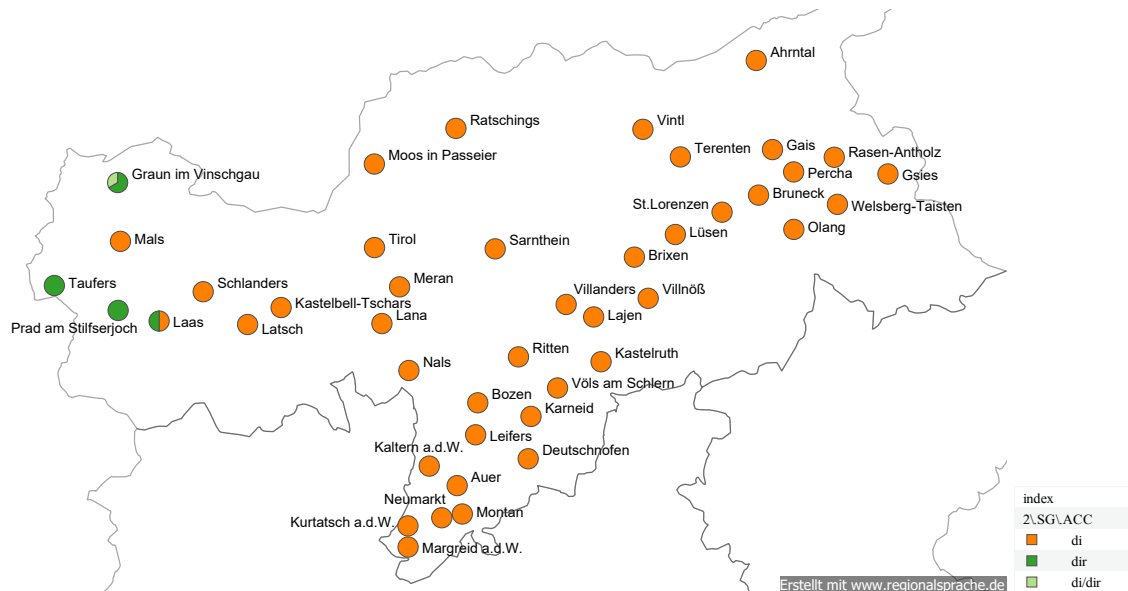 Ahrntal
Ratschings
Vintl
Moos in Passeier
Terenten
Gais
Rasen-Antholz
Graun im Vinschgau
Percha
Gsies
Bruneck
St.Lorenzen
Welsberg-Taisten
Mals
Tirol
Sarnthein
Lüsen
Olang
Brixen
Taufers
Schlanders
Meran
Villanders
Villnöß
Kastelbell-Tschars
Prad am Stilfserjoch
Laas
Latsch
Lana
Lajen
Nals
Ritten
Kastelruth
Völs am Schlern
Bozen
Karneid
Leifers
Kaltern a.d.W.
Deutschnofen
Auer
Neumarkt
Kurtatsch a.d.W.
Montan
Margreid a.d.W.
index
2\.SG\.ACC
di
dir
di/dir
Erstellt mit www.regionalsprache.de